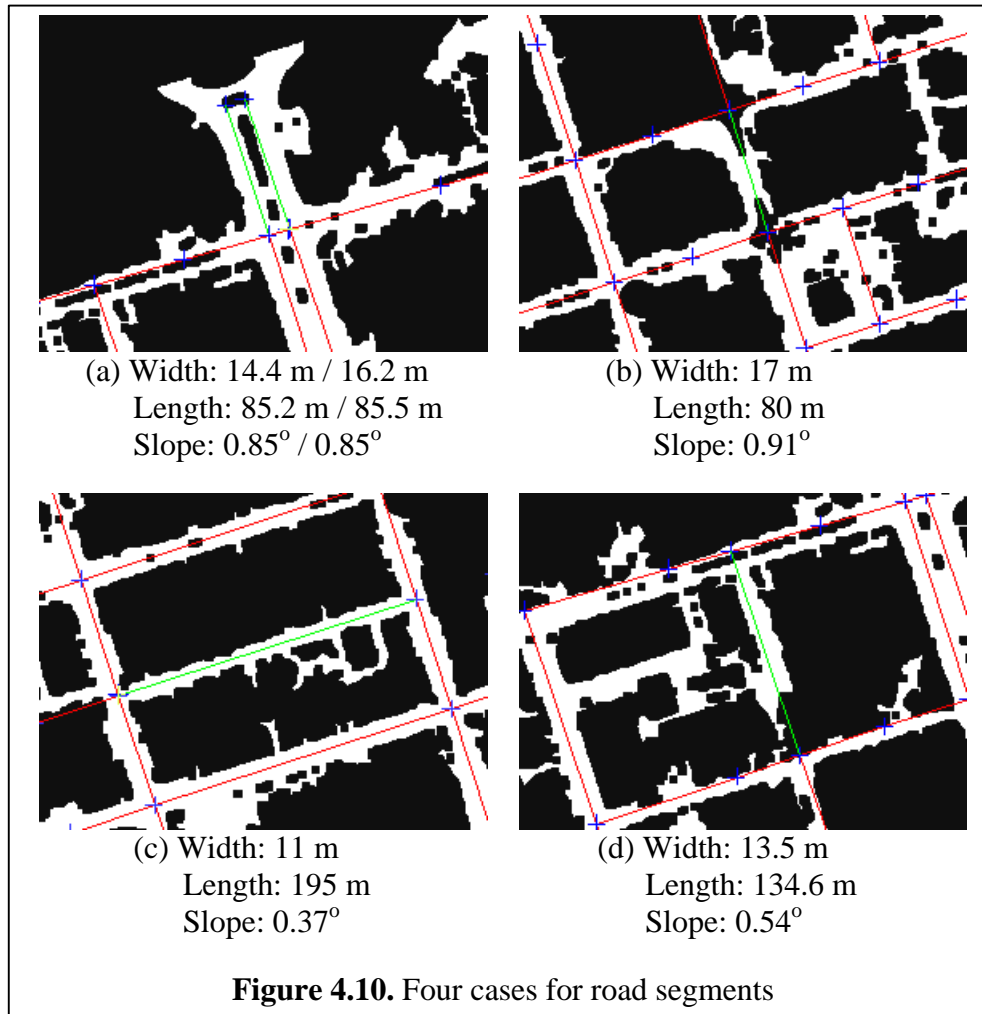 (a) Width: 14.4 m / 16.2 m
Length: 85.2 m / 85.5 m
Slope: 0.85° / 0.85°
(b) Width: 17 m
Length: 80 m
Slope: 0.91°
(c) Width: 11 m
Length: 195 m
Slope: 0.37°
(d) Width: 13.5 m
Length: 134.6 m
Slope: 0.54°
Figure 4.10. Four cases for road segments